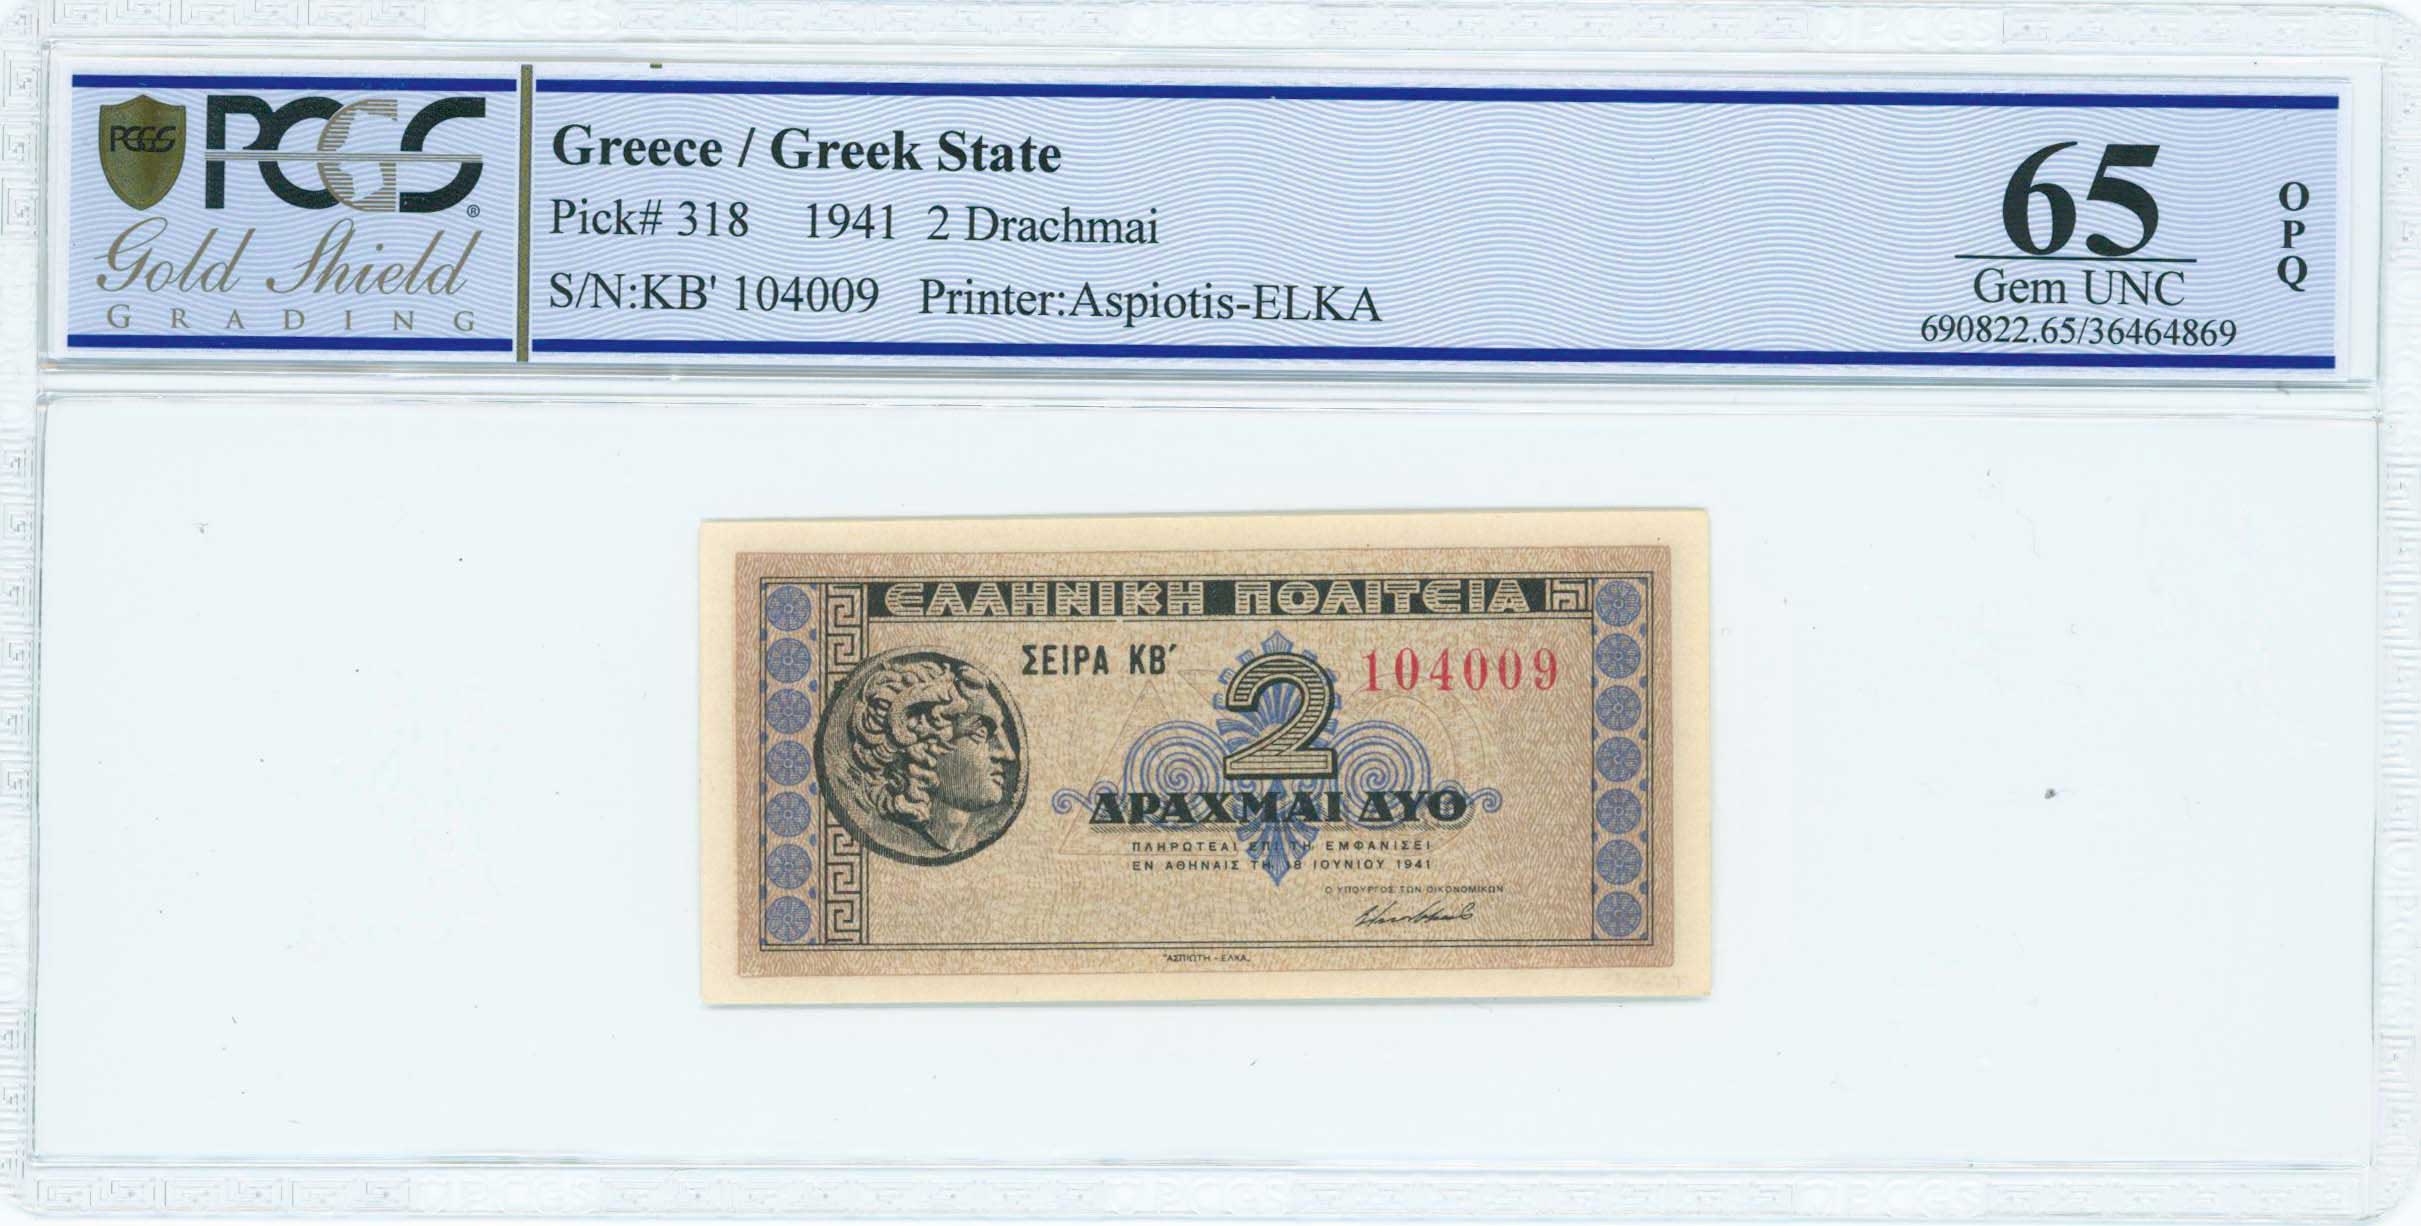 PCGS
PCGS ®
Gold Shield
GRADING
Greece / Greek State
Pick# 318 1941 2 Drachmai
S/N:KB' 104009 Printer:Aspiotis-ELKA
65
Gem UNC
690822.65/36464869
OPQ
ΕΛΛΗΝΙΚΗ ΠΟΛΙΤΕΙΑ
ΣΕΙΡΑ ΚΒ΄
104009
2
ΔΡΑΧΜΑΙ ΔΥΟ
ΠΛΗΡΩΤΕΑΙ ΕΠΙ ΤΗ ΕΜΦΑΝΙΣΕΙ
ΕΝ ΑΘΗΝΑΙΣ ΤΗ 18 ΙΟΥΝΙΟΥ 1941
Ο ΥΠΟΥΡΓΟΣ ΤΩΝ ΟΙΚΟΝΟΜΙΚΩΝ
"ΑΣΠΙΩΤΗ - ΕΛΚΑ„